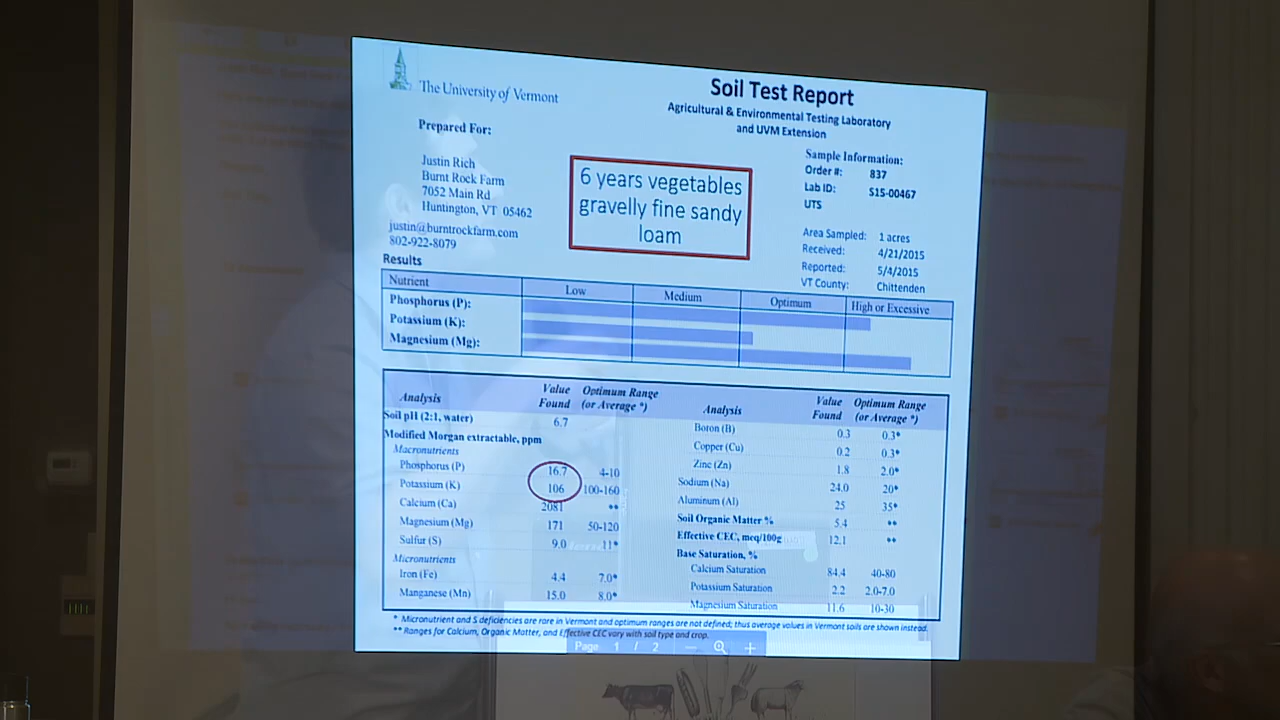 The University of Vermont
Soil Test Report
Agricultural & Environmental Testing Laboratory
and UVM Extension
Prepared For:
Justin Rich
Burnt Rock Farm
7052 Main Rd
Huntington, VT 05462
justin@burntrockfarm.com
802-922-8079
6 years vegetables
gravelly fine sandy
loam
Sample Information:
Order #: 837
Lab ID: S15-00467
UTS
Area Sampled: 1 acres
Received: 4/21/2015
Reported: 5/4/2015
VT County: Chittenden
Results
Nutrient Low Medium Optimum High or Excessive
Phosphorus (P):
Potassium (K):
Magnesium (Mg):
Analysis Value Found Optimum Range (or Average *)
Soil pH (2:1, water) 6.7
Modified Morgan extractable, ppm
Macronutrients
Phosphorus (P) 16.7 4-10
Potassium (K) 106 100-160
Calcium (Ca) 2081 **
Magnesium (Mg) 171 50-120
Sulfur (S) 9.0 11*
Micronutrients
Iron (Fe) 4.4 7.0*
Manganese (Mn) 15.0 8.0*
Analysis Value Found Optimum Range (or Average *)
Boron (B) 0.3 0.3*
Copper (Cu) 0.2 0.3*
Zinc (Zn) 1.8 2.0*
Sodium (Na) 24.0 20*
Aluminum (Al) 25 35*
Soil Organic Matter % 5.4 **
Effective CEC, meq/100g 12.1 **
Base Saturation, %
Calcium Saturation 84.4 40-80
Potassium Saturation 2.2 2.0-7.0
Magnesium Saturation 11.6 10-30
* Micronutrient and S deficiencies are rare in Vermont and optimum ranges are not defined; thus average values in Vermont soils are shown instead.
** Ranges for Calcium, Organic Matter, and Effective CEC vary with soil type and crop.
Page 1 / 2